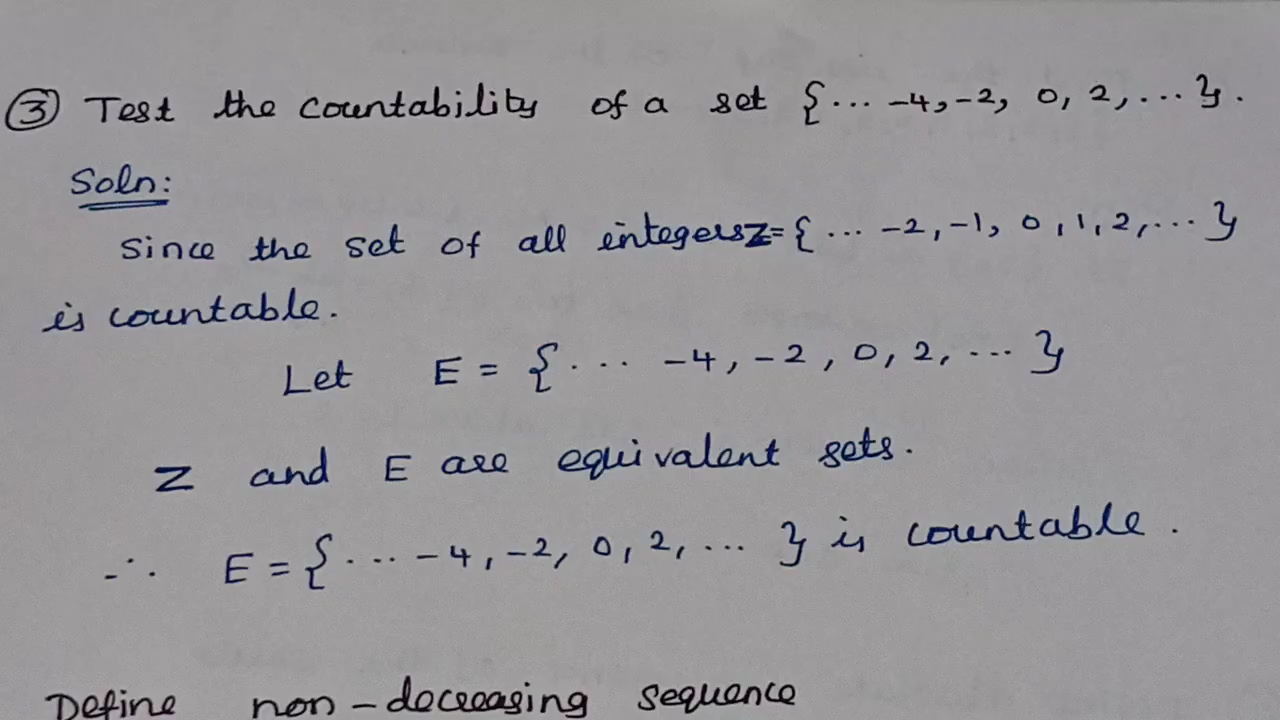 ③ Test the countability of a set {... -4, -2, 0, 2, ... }.
Soln:
Since the set of all integers Z = { ... -2, -1, 0, 1, 2, ... }
is countable.
Let E = { ... -4, -2, 0, 2, ... }
Z and E are equivalent sets.
∴ E = { ... -4, -2, 0, 2, ... } is countable.
Define non-decreasing sequence